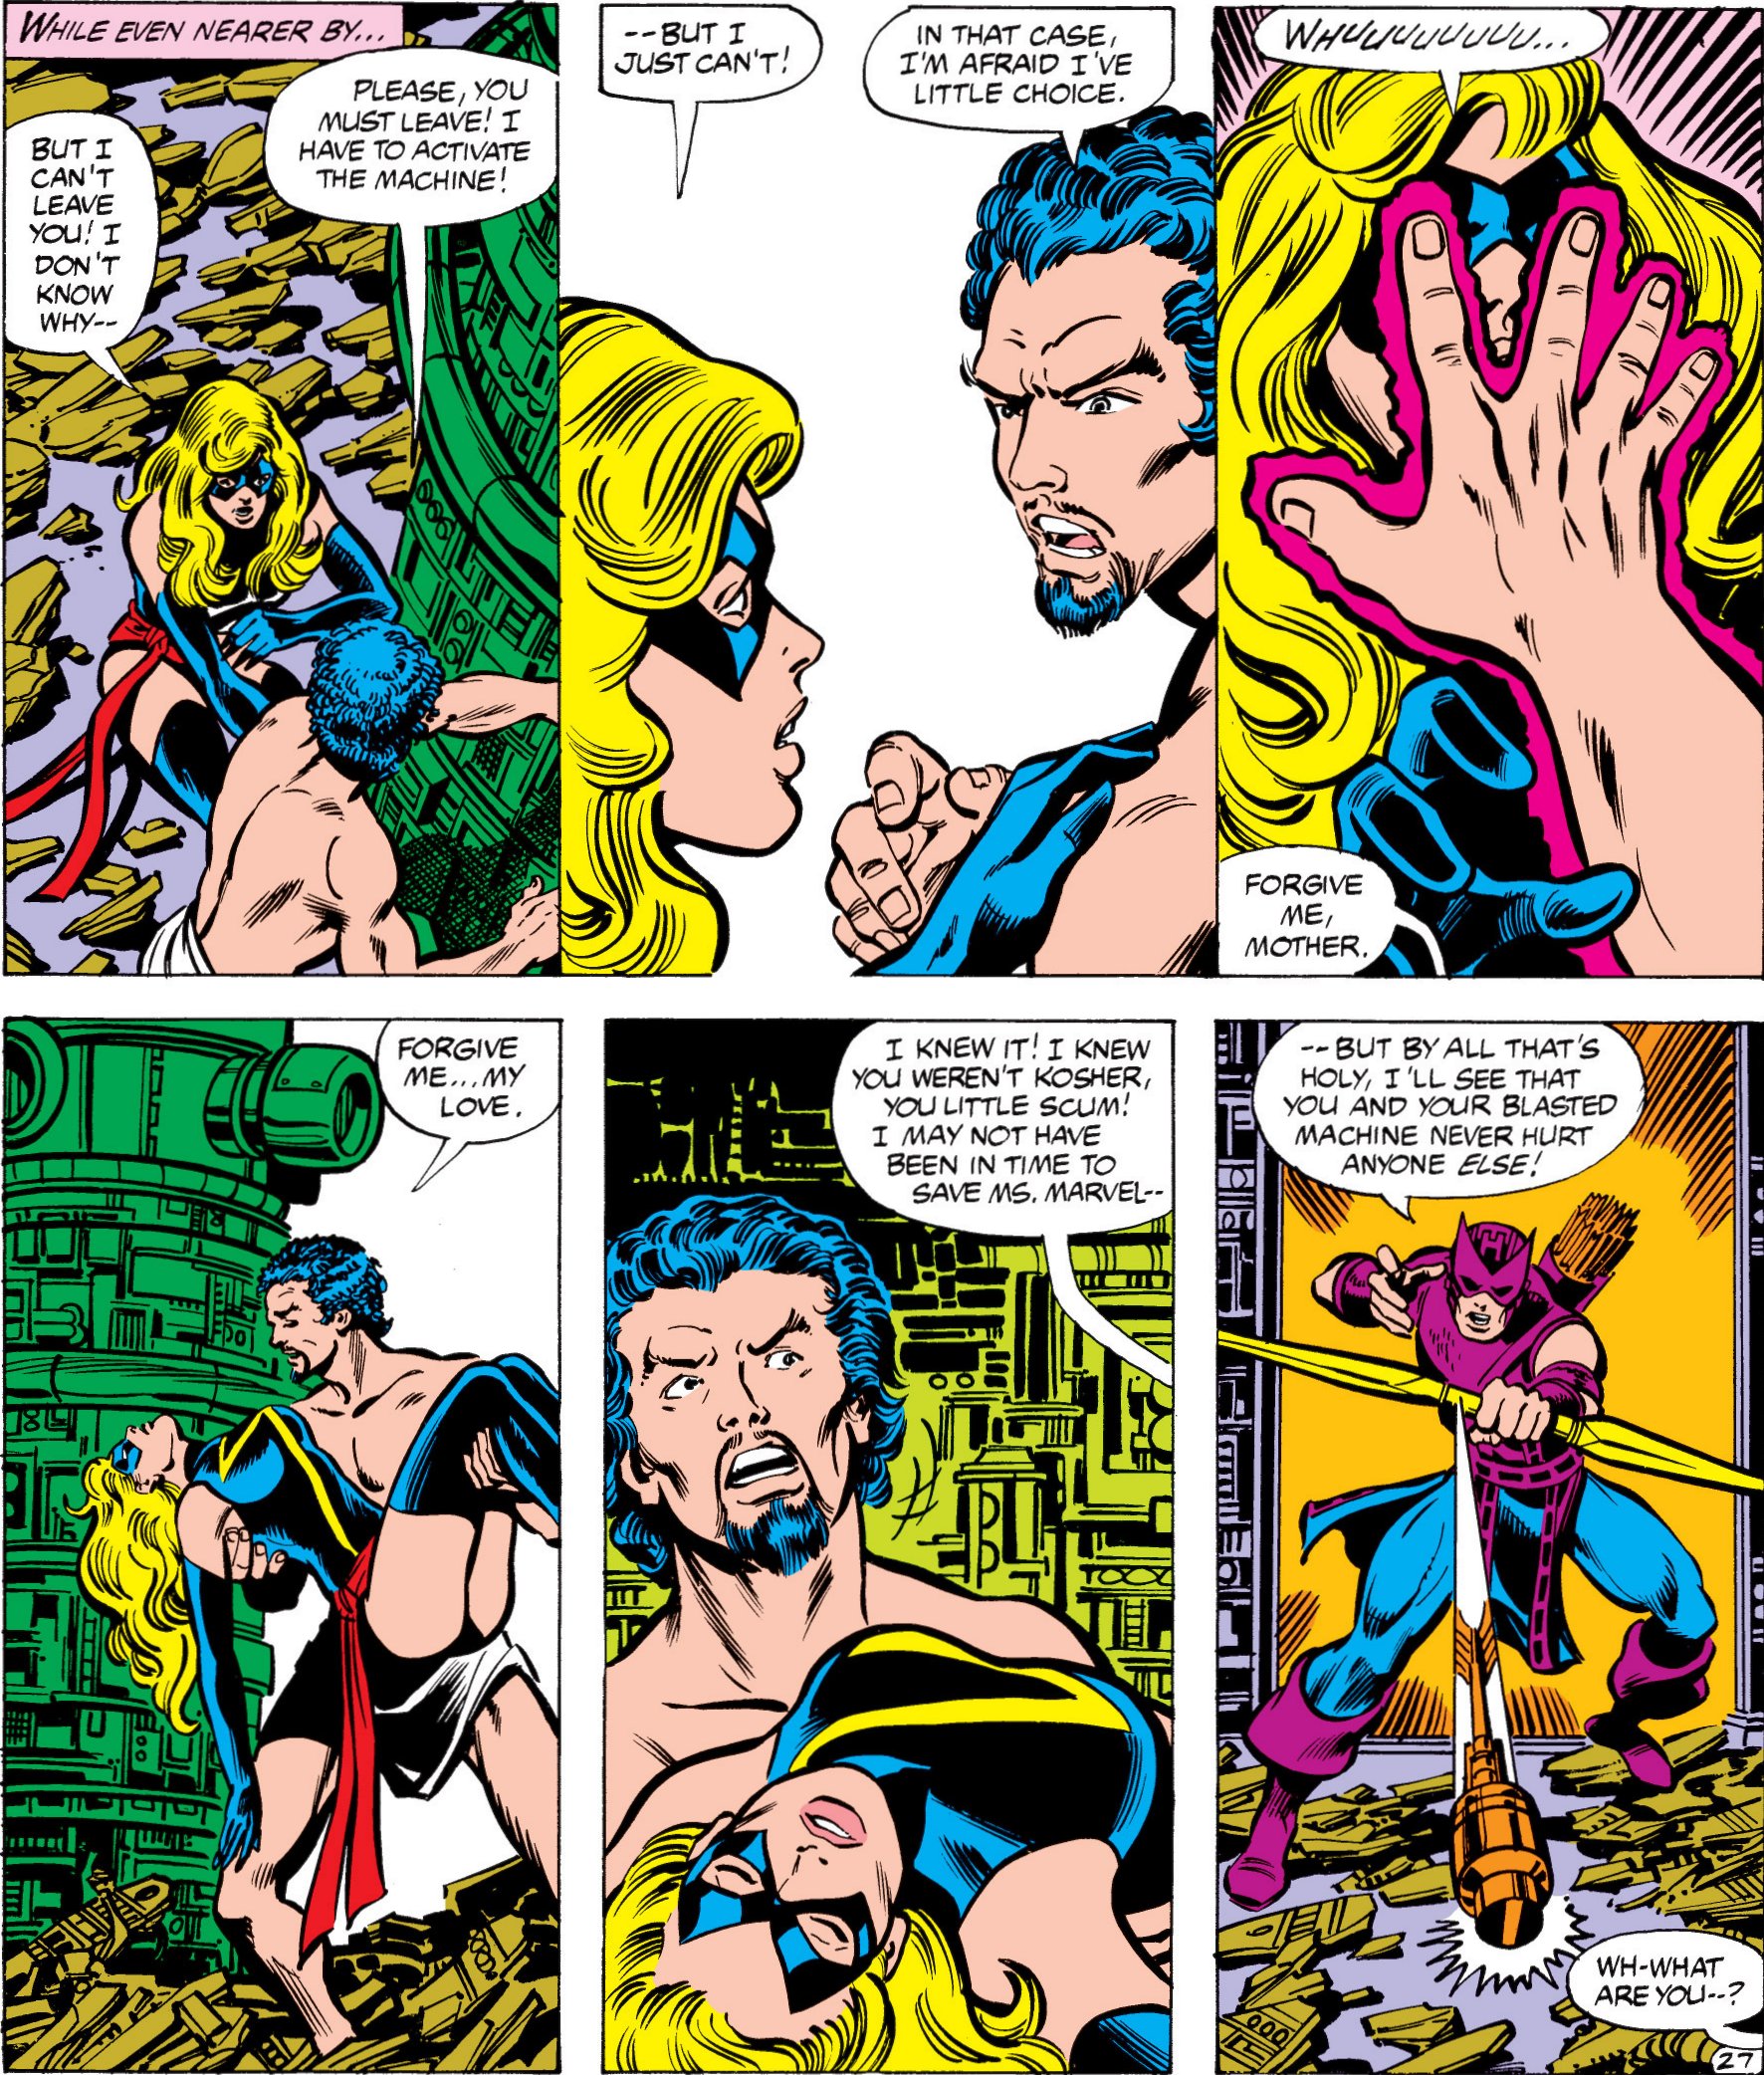 WHILE EVEN NEARER BY...
BUT I
CAN'T
LEAVE
YOU! I
DON'T
KNOW
WHY--
PLEASE, YOU
MUST LEAVE! I
HAVE TO ACTIVATE
THE MACHINE!
--BUT I
JUST CAN'T!
IN THAT CASE,
I'M AFRAID I'VE
LITTLE CHOICE.
WHUUUUUUUU...
FORGIVE
ME,
MOTHER.
FORGIVE
ME...MY
LOVE.
I KNEW IT! I KNEW
YOU WEREN'T KOSHER,
YOU LITTLE SCUM!
I MAY NOT HAVE
BEEN IN TIME TO
SAVE MS. MARVEL--
--BUT BY ALL THAT'S
HOLY, I'LL SEE THAT
YOU AND YOUR BLASTED
MACHINE NEVER HURT
ANYONE ELSE!
H
WH-WHAT
ARE YOU--?
27